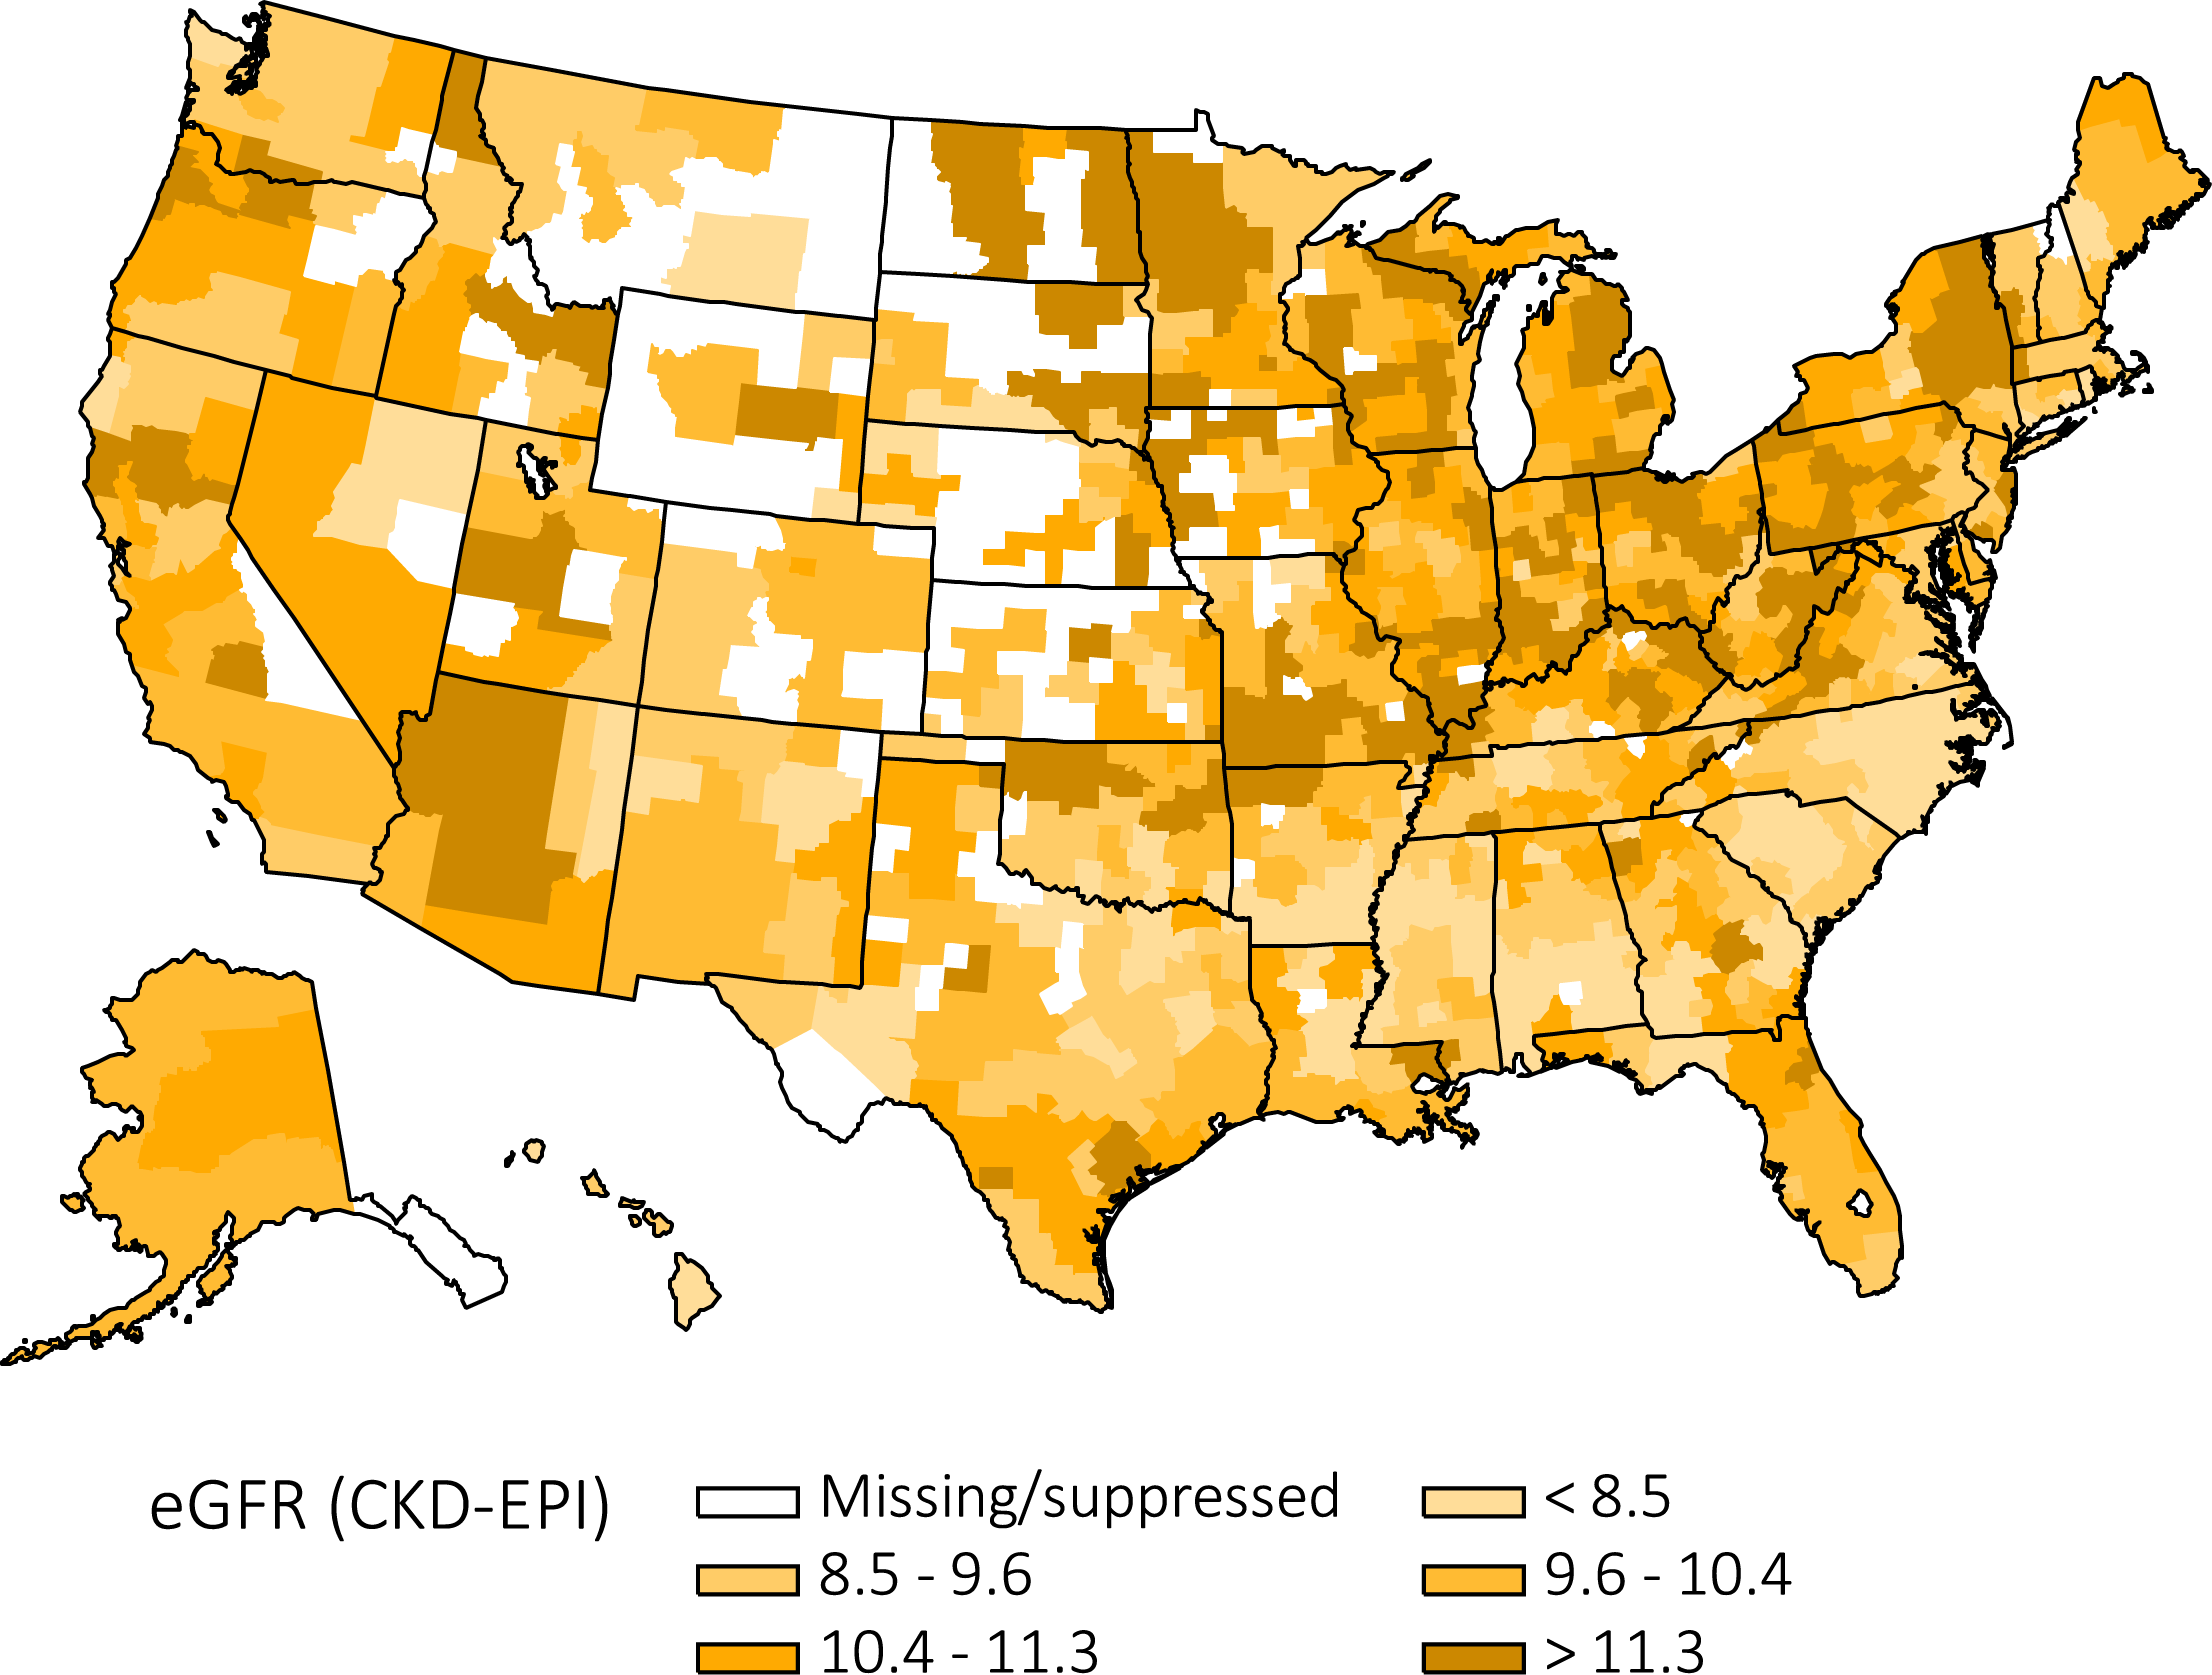 eGFR (CKD-EPI)
Missing/suppressed
< 8.5
8.5 - 9.6
9.6 - 10.4
10.4 - 11.3
> 11.3